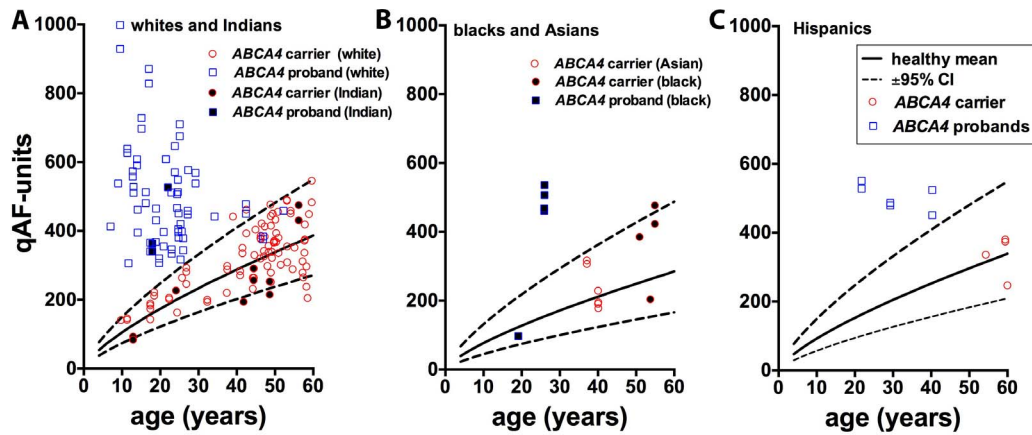 A
whites and Indians
ABCA4 carrier (white)
ABCA4 proband (white)
ABCA4 carrier (Indian)
ABCA4 proband (Indian)
qAF-units
1000
800
600
400
200
0
0 10 20 30 40 50 60
age (years)
B
blacks and Asians
ABCA4 carrier (Asian)
ABCA4 carrier (black)
ABCA4 proband (black)
1000
800
600
400
200
0
0 10 20 30 40 50 60
age (years)
C
Hispanics
healthy mean
±95% CI
ABCA4 carrier
ABCA4 probands
1000
800
600
400
200
0
0 10 20 30 40 50 60
age (years)